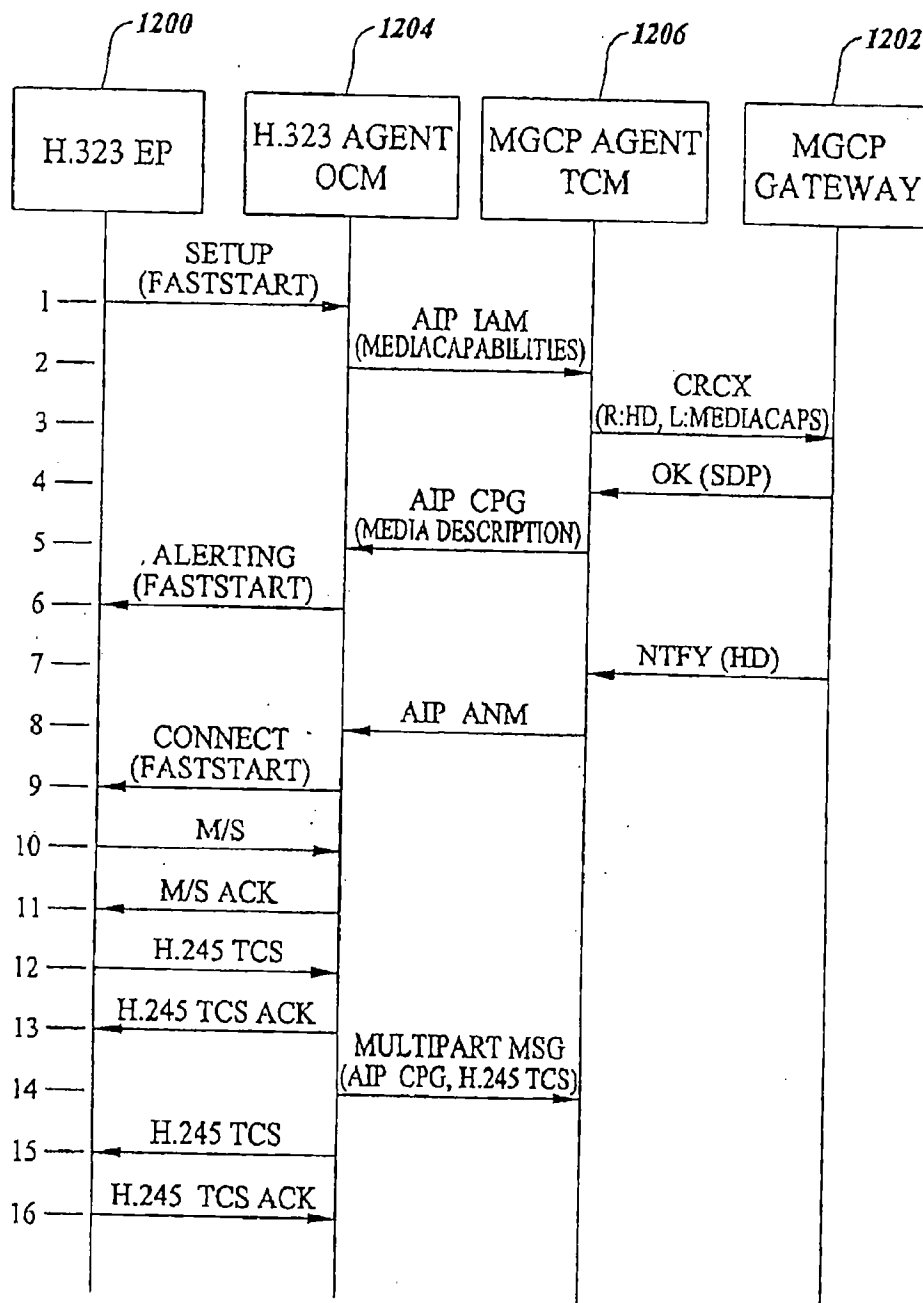 1200
1204
1206
1202
H.323 EP
H.323 AGENT
OCM
MGCP AGENT
TCM
MGCP
GATEWAY
SETUP
(FASTSTART)
1
AIP IAM
(MEDIACAPABILITIES)
2
CRCX
(R:HD, L:MEDIACAPS)
3
OK (SDP)
4
AIP CPG
(MEDIA DESCRIPTION)
5
ALERTING
(FASTSTART)
6
NTFY (HD)
7
AIP ANM
8
CONNECT
(FASTSTART)
9
M/S
10
M/S ACK
11
H.245 TCS
12
H.245 TCS ACK
13
MULTIPART MSG
(AIP CPG, H.245 TCS)
14
H.245 TCS
15
H.245 TCS ACK
16